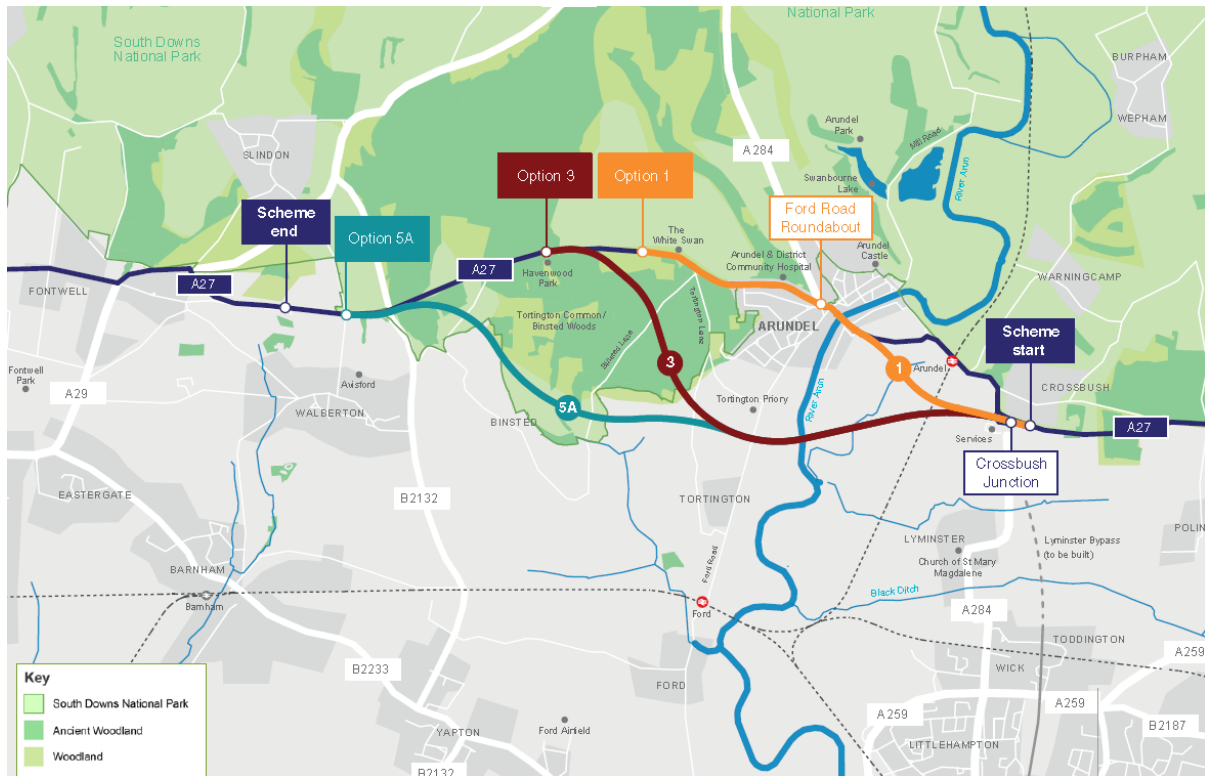 South Downs
National Park
National Park
BURPHAM
WEPHAM
Arundel
Park
Mill Road
A284
SLINDON
Swanbourne
Lake
River Arun
Option 3
Option 1
Scheme
end
Option 5A
Ford Road
Roundabout
The
White Swan
Arundel & District
Community Hospital
Arundel
Castle
A27
A27
Havenwood
Park
FONTWELL
WARNINGCAMP
Tortington Common/
Binsted Woods
Binsted Lane
Tortington Lane
ARUNDEL
Scheme
start
3
1
Arundel
Fontwell
Park
A29
Avisford
WALBERTON
CROSSBUSH
5A
BINSTED
Tortington Priory
River Arun
Services
A27
Crossbush
Junction
EASTERGATE
B2132
TORTINGTON
POLIN
LYMINSTER
Church of St Mary
Magdalene
Lyminster Bypass
(to be built)
BARNHAM
Barnham
Ford Road
Ford
Black Ditch
A284
TODDINGTON
A259
WICK
B2233
FORD
Key
South Downs National Park
Ancient Woodland
Woodland
A259
A259
B2187
YAPTON
Ford Airfield
LITTLEHAMPTON
B2132